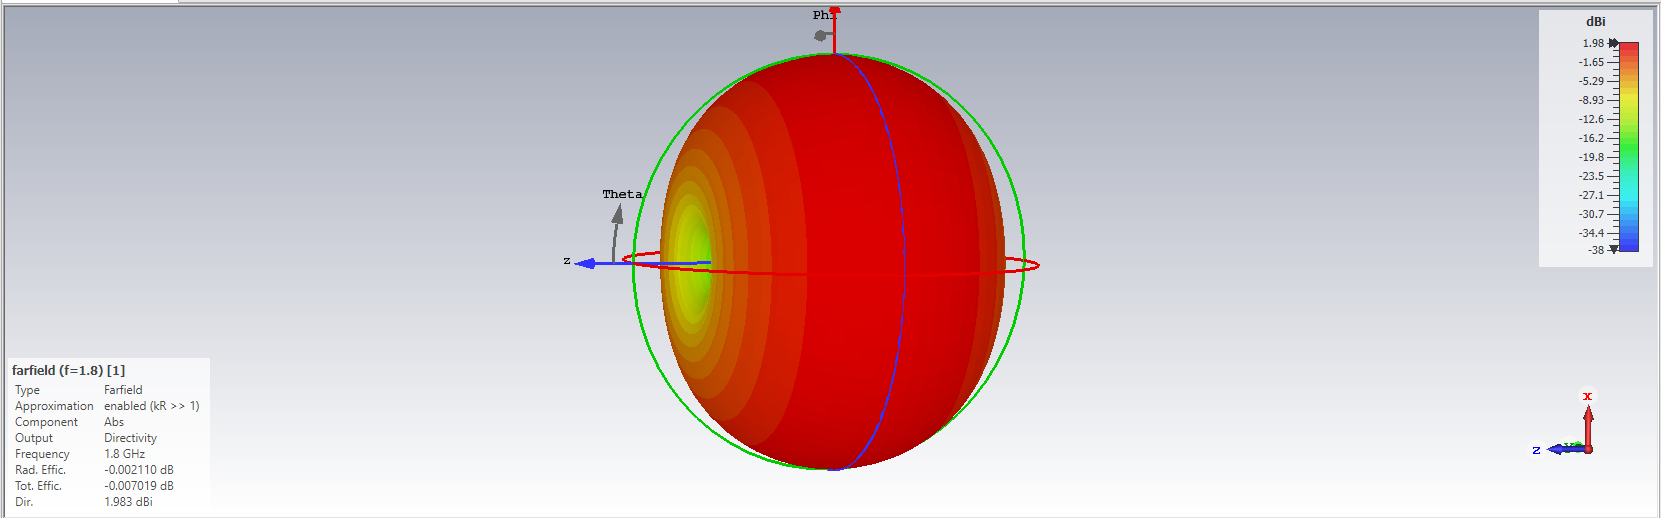 Phi
dBi
1.98
-1.65
-5.29
-8.93
-12.6
-16.2
-19.8
-23.5
-27.1
-30.7
-34.4
-38
Theta
z
farfield (f=1.8) [1]
Type Farfield
Approximation enabled (kR >> 1)
Component Abs
Output Directivity
Frequency 1.8 GHz
Rad. Effic. -0.002110 dB
Tot. Effic. -0.007019 dB
Dir. 1.983 dBi
x
z